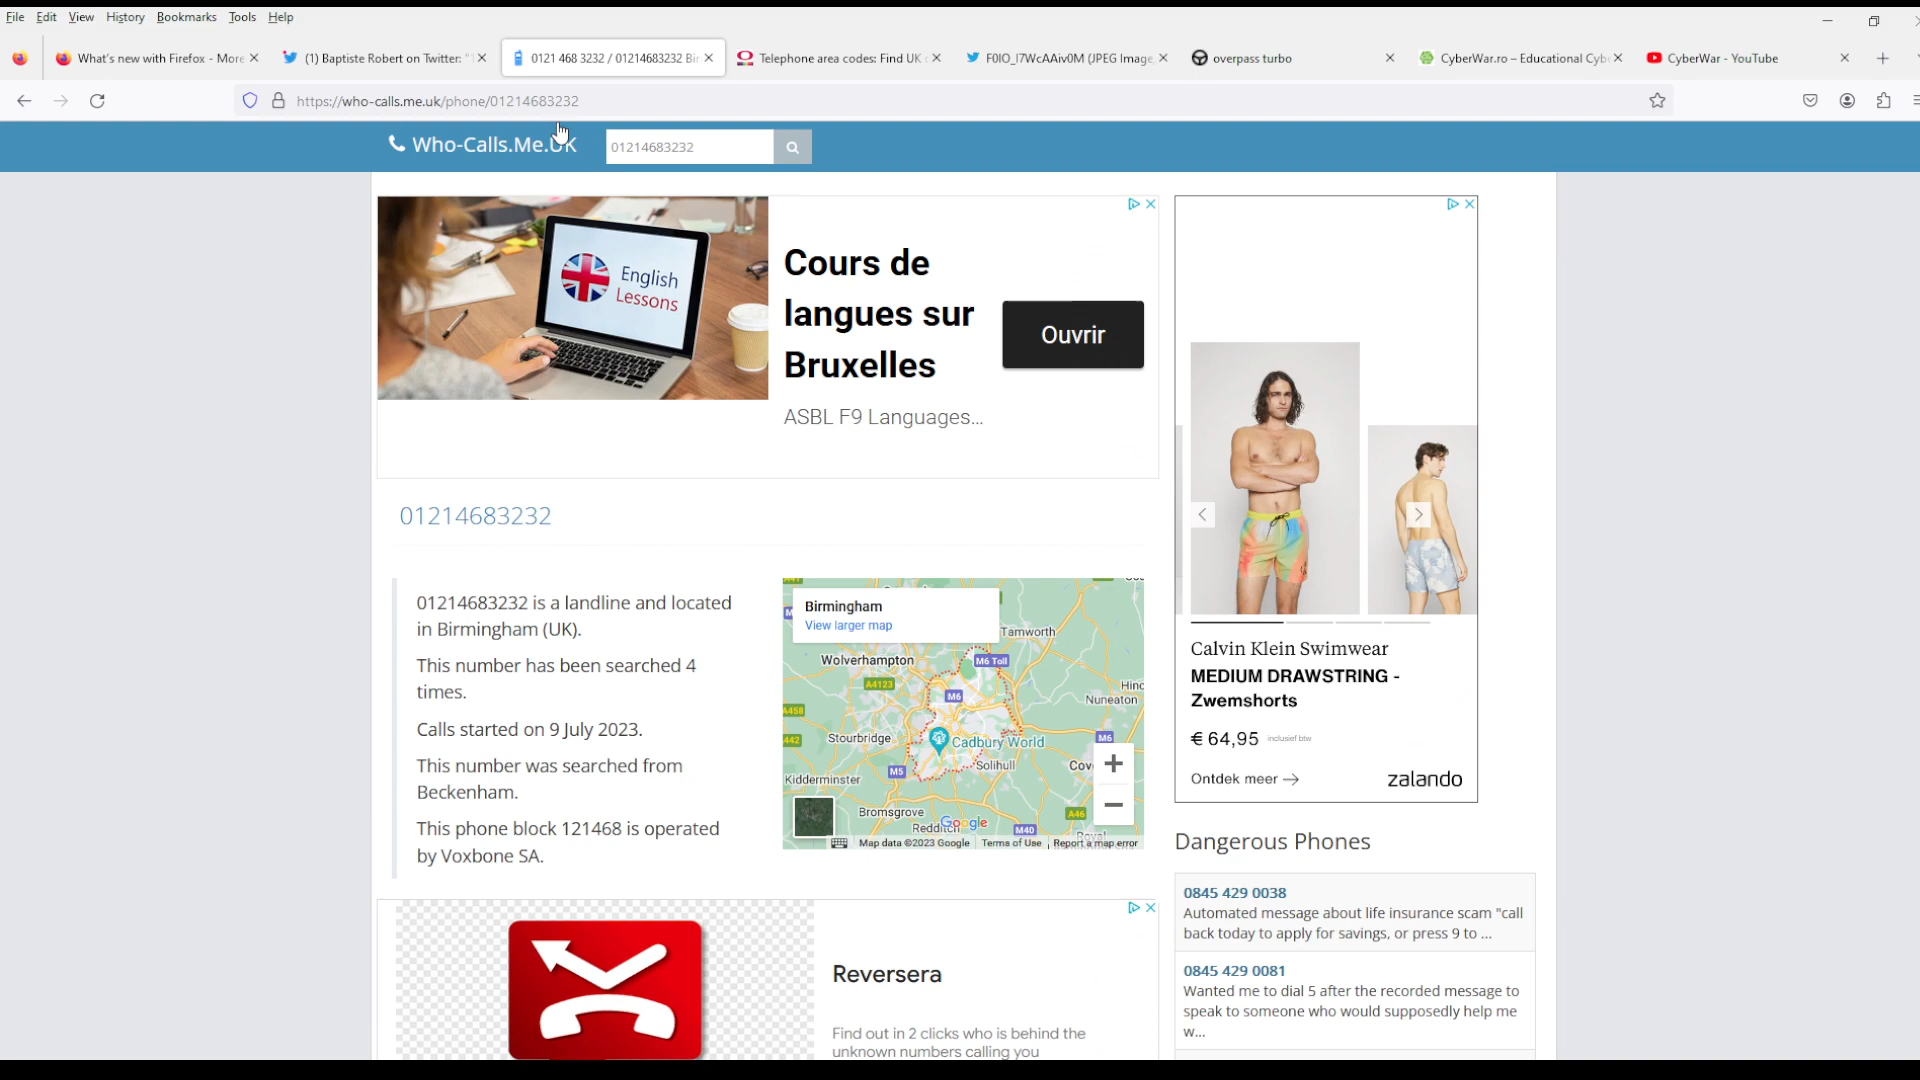 File Edit View History Bookmarks Tools Help
What's new with Firefox - More
(1) Baptiste Robert on Twitter: "
0121 468 3232 / 01214683232 Bir
Telephone area codes: Find UK
F0IO_I7WcAAiv0M (JPEG Image,
overpass turbo
CyberWar.ro – Educational Cyb
CyberWar - YouTube
https://who-calls.me.uk/phone/01214683232
Who-Calls.Me.UK
01214683232
English
Lessons
Cours de
langues sur
Bruxelles
ASBL F9 Languages...
Ouvrir
01214683232
01214683232 is a landline and located
in Birmingham (UK).
This number has been searched 4
times.
Calls started on 9 July 2023.
This number was searched from
Beckenham.
This phone block 121468 is operated
by Voxbone SA.
Birmingham
View larger map
Tamworth
Wolverhampton
M6 Toll
A4123
M6
Nuneaton
A458
Stourbridge
Cadbury World
M6
M5
Solihull
Kidderminster
Bromsgrove
A46
Redditch
Google
M40
Map data ©2023 Google
Terms of Use
Report a map error
Calvin Klein Swimwear
MEDIUM DRAWSTRING -
Zwemshorts
€ 64,95 inclusief btw
Ontdek meer →
zalando
Dangerous Phones
0845 429 0038
Automated message about life insurance scam "call
back today to apply for savings, or press 9 to ...
0845 429 0081
Wanted me to dial 5 after the recorded message to
speak to someone who would supposedly help me
w...
Reversera
Find out in 2 clicks who is behind the
unknown numbers calling you